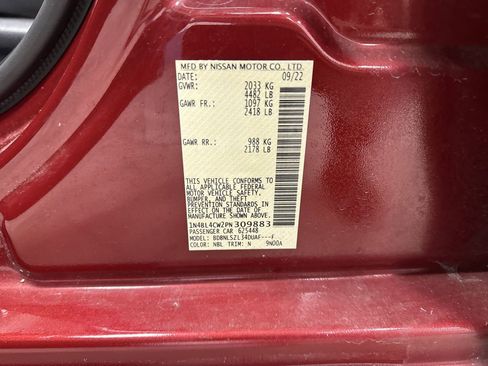 MFD BY NISSAN MOTOR CO., LTD.
DATE: 09/22
GVWR: 2033 KG
4482 LB
GAWR FR.: 1097 KG
2418 LB
GAWR RR.: 988 KG
2178 LB
THIS VEHICLE CONFORMS TO
ALL APPLICABLE FEDERAL
MOTOR VEHICLE SAFETY,
BUMPER, AND THEFT
PREVENTION STANDARDS
IN EFFECT ON THE DATE OF
MANUFACTURE SHOWN ABOVE.
1N4BL4CW2PN309883
PASSENGER CAR 625448
MODEL: BDBNLSZL34DUAF---F
COLOR: NBL TRIM: N 9N00A